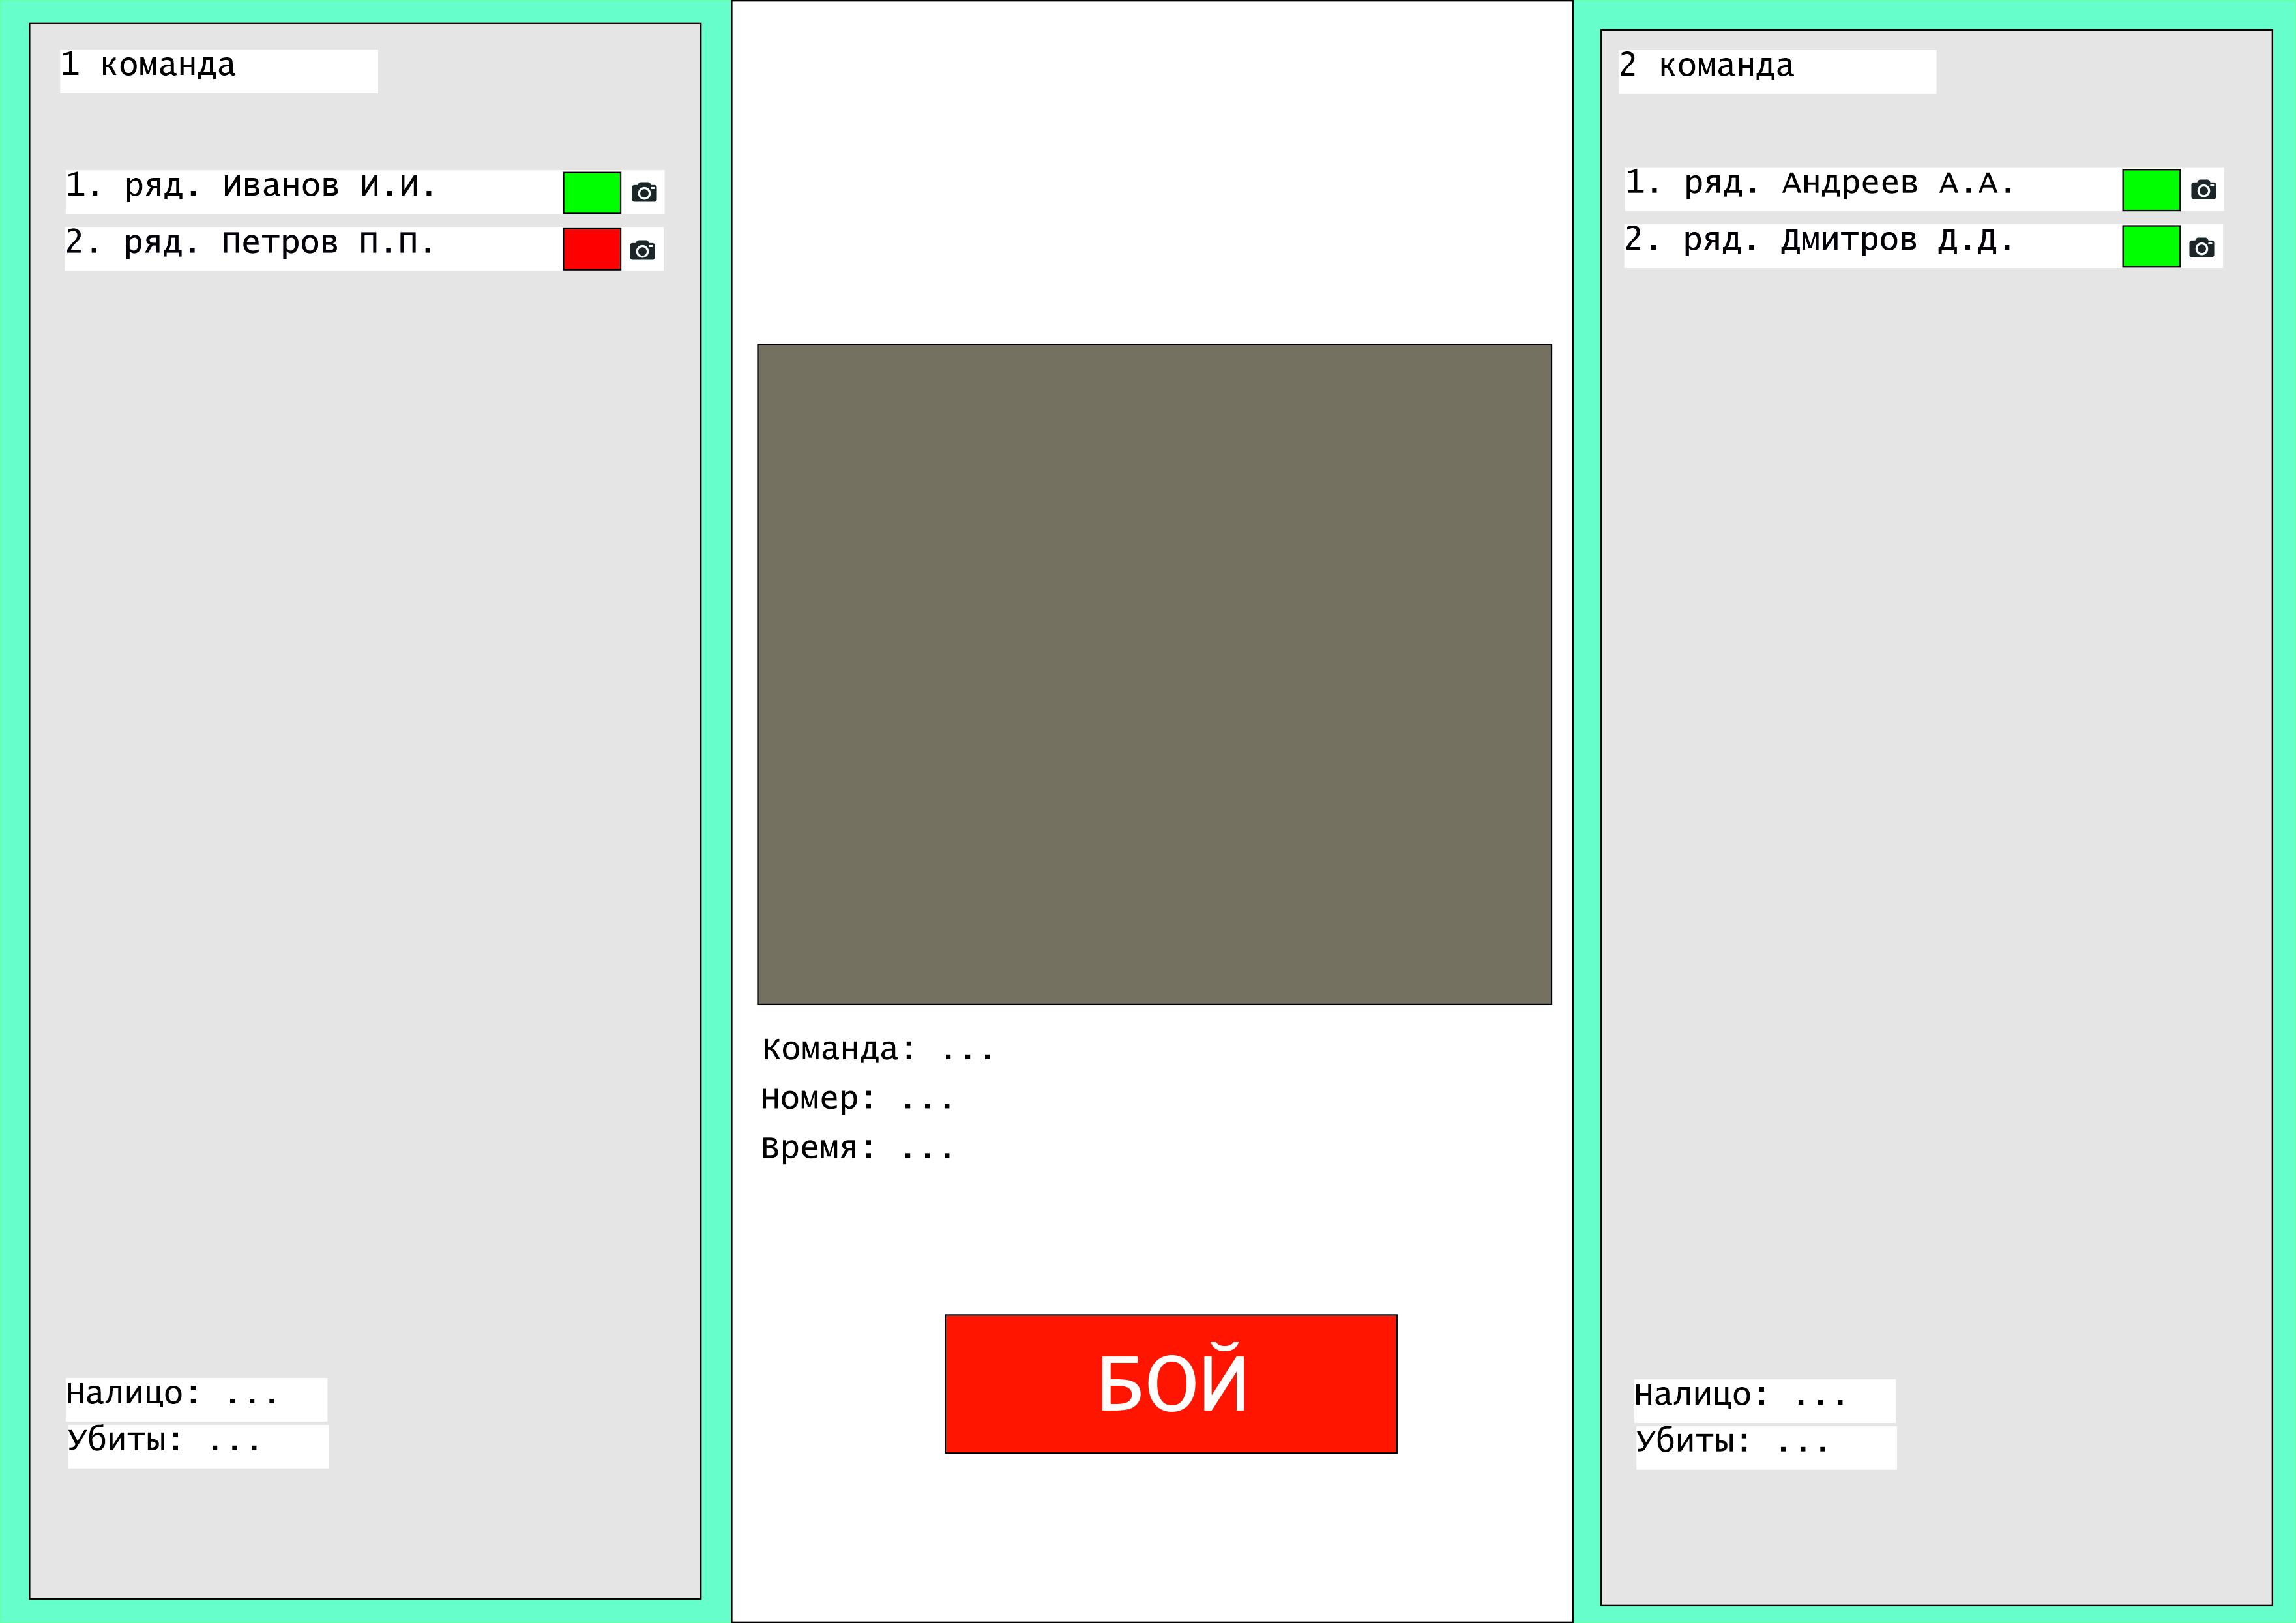 1 команда
1. ряд. Иванов И.И.
2. ряд. Петров П.П.
Налицо: ...
Убиты: ...
Команда: ...
Номер: ...
Время: ...
БОЙ
2 команда
1. ряд. Андреев А.А.
2. ряд. Дмитров Д.Д.
Налицо: ...
Убиты: ...